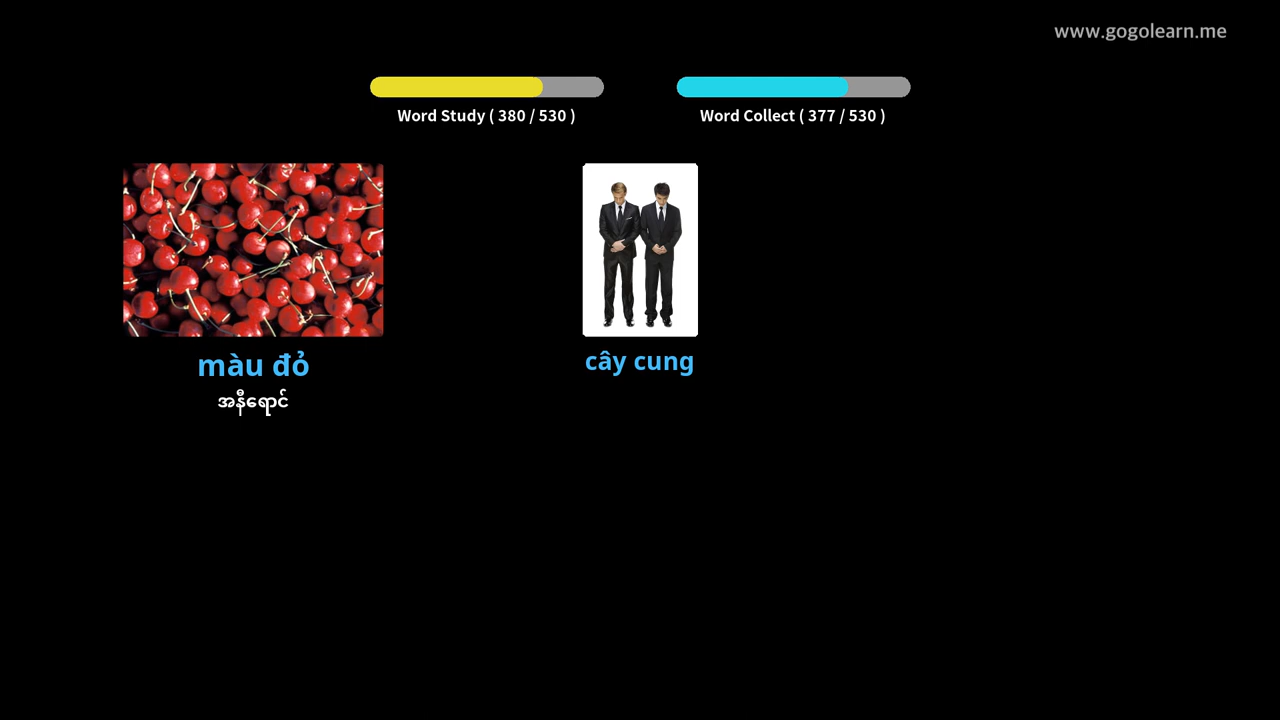 www.gogolearn.me
Word Study ( 380 / 530 )
Word Collect ( 377 / 530 )
màu đỏ
အနီရောင်
cây cung